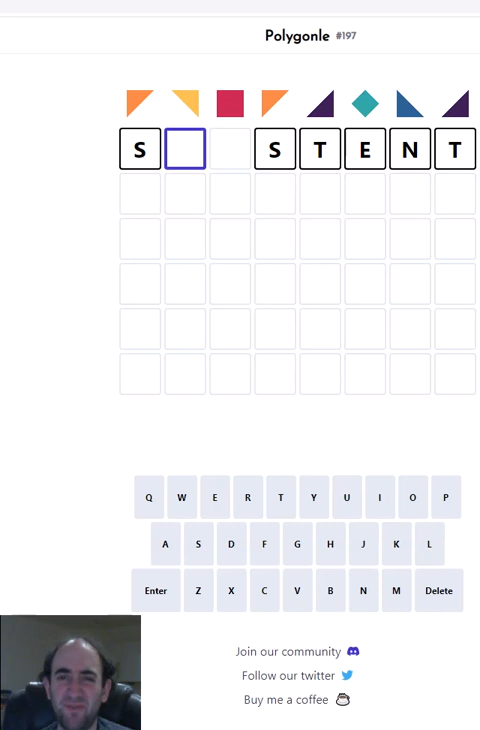 Polygonle #197
S S T E N T
Q W E R T Y U I O P
A S D F G H J K L
Enter Z X C V B N M Delete
Join our community
Follow our twitter
Buy me a coffee